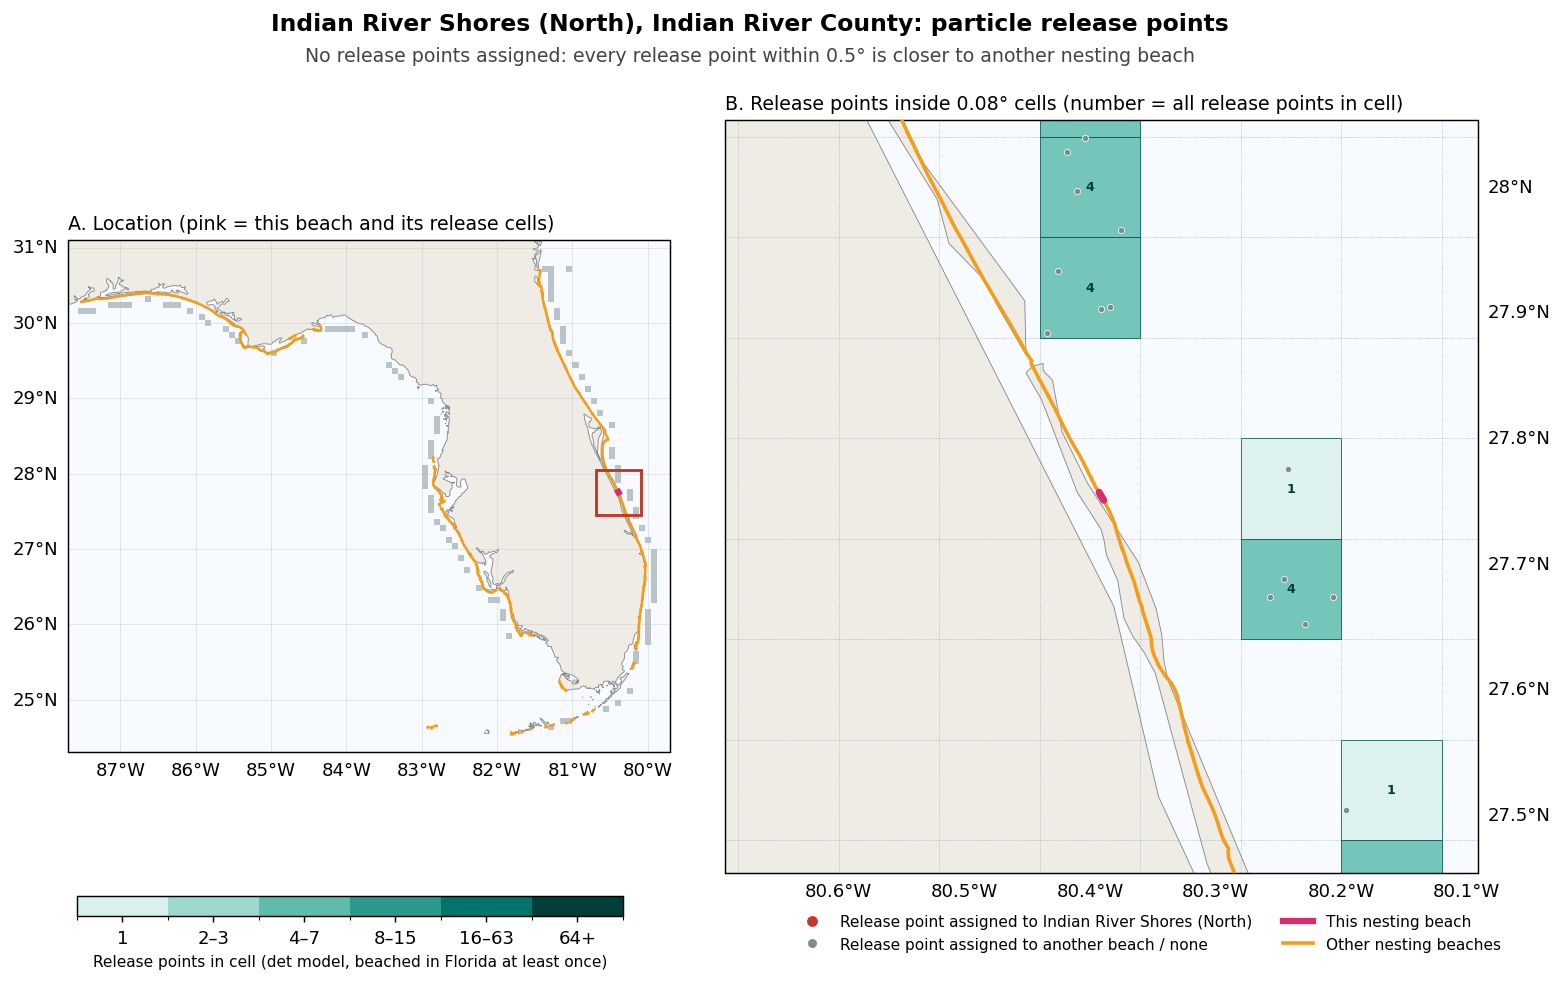 Indian River Shores (North), Indian River County: particle release points
No release points assigned: every release point within 0.5° is closer to another nesting beach
A. Location (pink = this beach and its release cells)
31°N
30°N
29°N
28°N
27°N
26°N
25°N
87°W 86°W 85°W 84°W 83°W 82°W 81°W 80°W
B. Release points inside 0.08° cells (number = all release points in cell)
4
4
1
4
1
28°N
27.9°N
27.8°N
27.7°N
27.6°N
27.5°N
80.6°W 80.5°W 80.4°W 80.3°W 80.2°W 80.1°W
1 2–3 4–7 8–15 16–63 64+
Release points in cell (det model, beached in Florida at least once)
Release point assigned to Indian River Shores (North)
Release point assigned to another beach / none
This nesting beach
Other nesting beaches